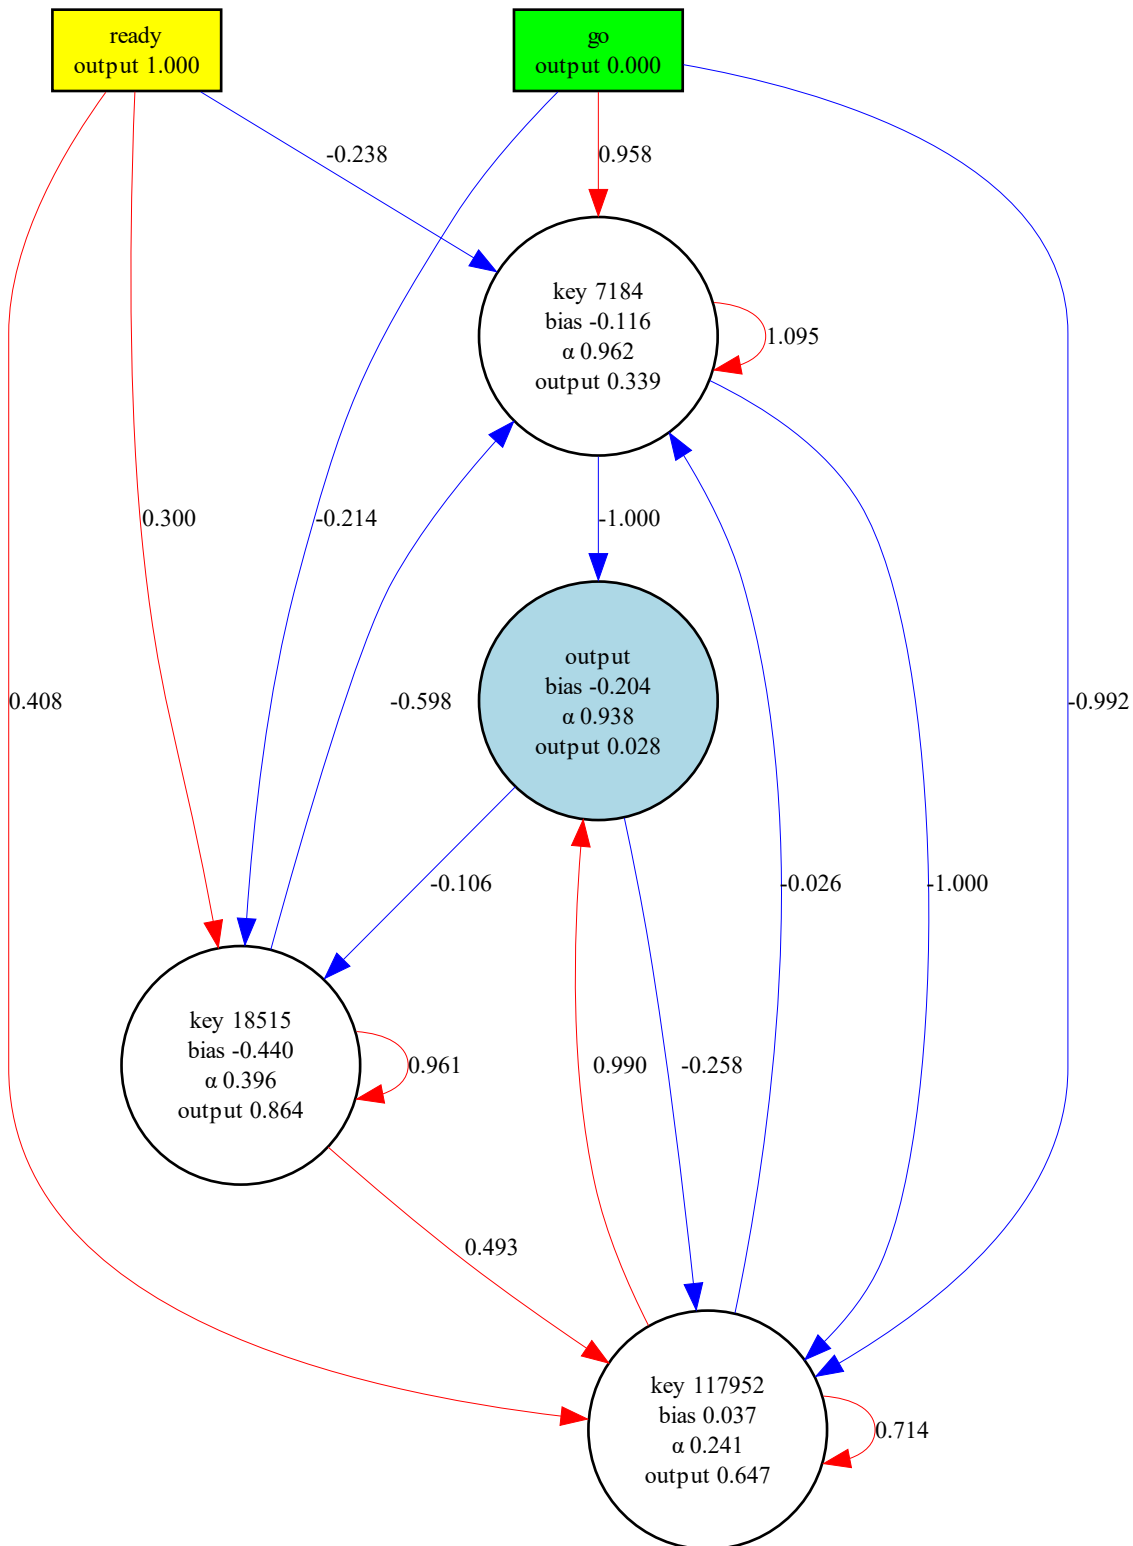 ready
output 1.000
go
output 0.000
-0.238
0.958
key 7184
bias -0.116
α 0.962
output 0.339
1.095
0.300
-0.214
-1.000
output
bias -0.204
α 0.938
output 0.028
0.408
-0.598
-0.992
-0.106
-0.026
-1.000
key 18515
bias -0.440
α 0.396
output 0.864
0.961
0.990
-0.258
0.493
key 117952
bias 0.037
α 0.241
output 0.647
0.714